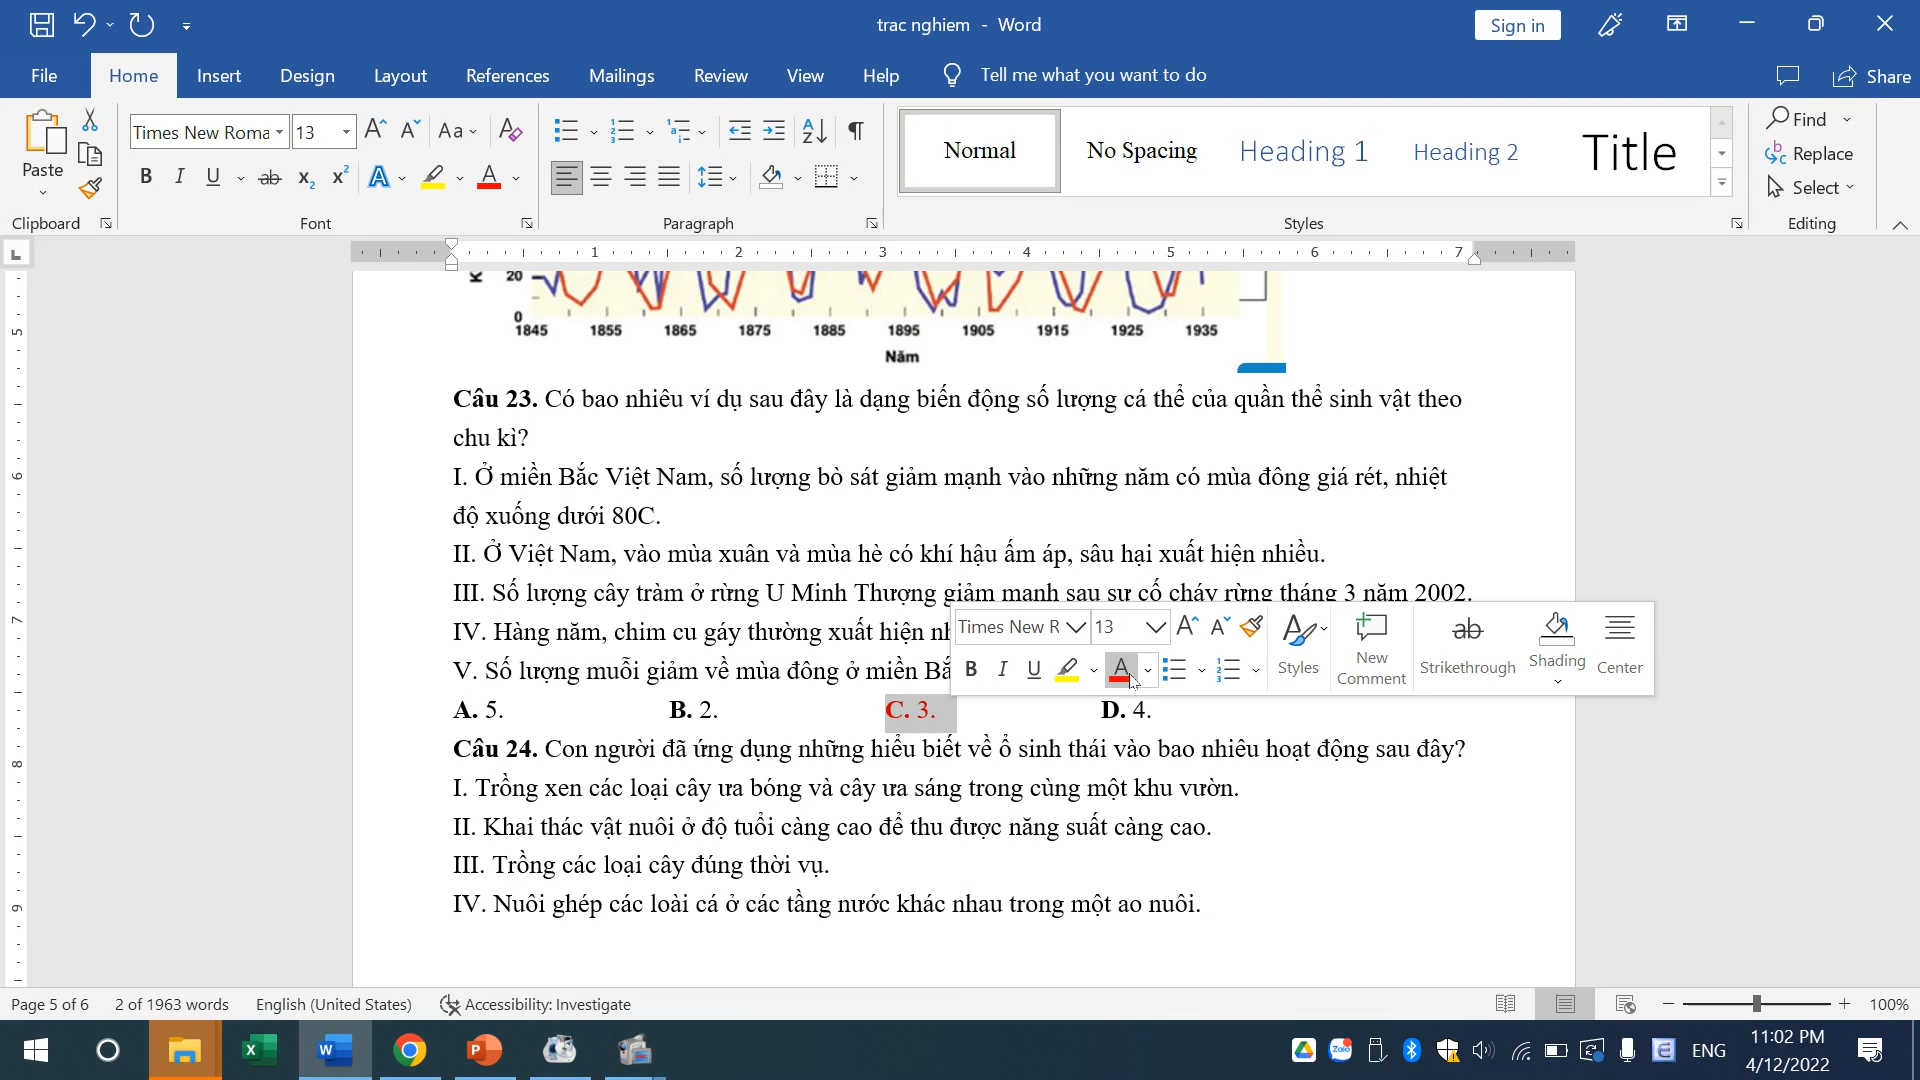 trac nghiem - Word
Sign in
File Home Insert Design Layout References Mailings Review View Help Tell me what you want to do Share
Paste
Times New Roma 13
Normal No Spacing Heading 1 Heading 2 Title
Find
Replace
Select
Clipboard Font Paragraph Styles Editing
1 2 3 4 5 6 7
20
0
1845 1855 1865 1875 1885 1895 1905 1915 1925 1935
Năm
Câu 23. Có bao nhiêu ví dụ sau đây là dạng biến động số lượng cá thể của quần thể sinh vật theo
chu kì?
I. Ở miền Bắc Việt Nam, số lượng bò sát giảm mạnh vào những năm có mùa đông giá rét, nhiệt
độ xuống dưới 80C.
II. Ở Việt Nam, vào mùa xuân và mùa hè có khí hậu ấm áp, sâu hại xuất hiện nhiều.
III. Số lượng cây tràm ở rừng U Minh Thượng giảm mạnh sau sự cố cháy rừng tháng 3 năm 2002.
IV. Hàng năm, chim cu gáy thường xuất hiện
V. Số lượng muỗi giảm về mùa đông ở miền
Times New R 13
Styles
New
Comment
Strikethrough
Shading
Center
A. 5. B. 2. C. 3. D. 4.
Câu 24. Con người đã ứng dụng những hiểu biết về ổ sinh thái vào bao nhiêu hoạt động sau đây?
I. Trồng xen các loại cây ưa bóng và cây ưa sáng trong cùng một khu vườn.
II. Khai thác vật nuôi ở độ tuổi càng cao để thu được năng suất càng cao.
III. Trồng các loại cây đúng thời vụ.
IV. Nuôi ghép các loài cá ở các tầng nước khác nhau trong một ao nuôi.
Page 5 of 6 2 of 1963 words English (United States) Accessibility: Investigate 100%
ENG
11:02 PM
4/12/2022